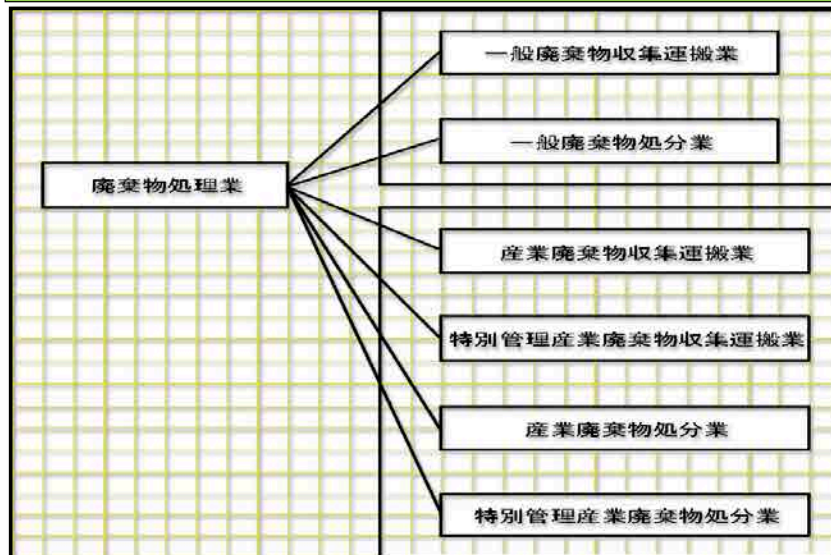 一般廃棄物収集運搬業
一般廃棄物処分業
廃棄物処理業
産業廃棄物収集運搬業
特別管理産業廃棄物収集運搬業
産業廃棄物処分業
特別管理産業廃棄物処分業